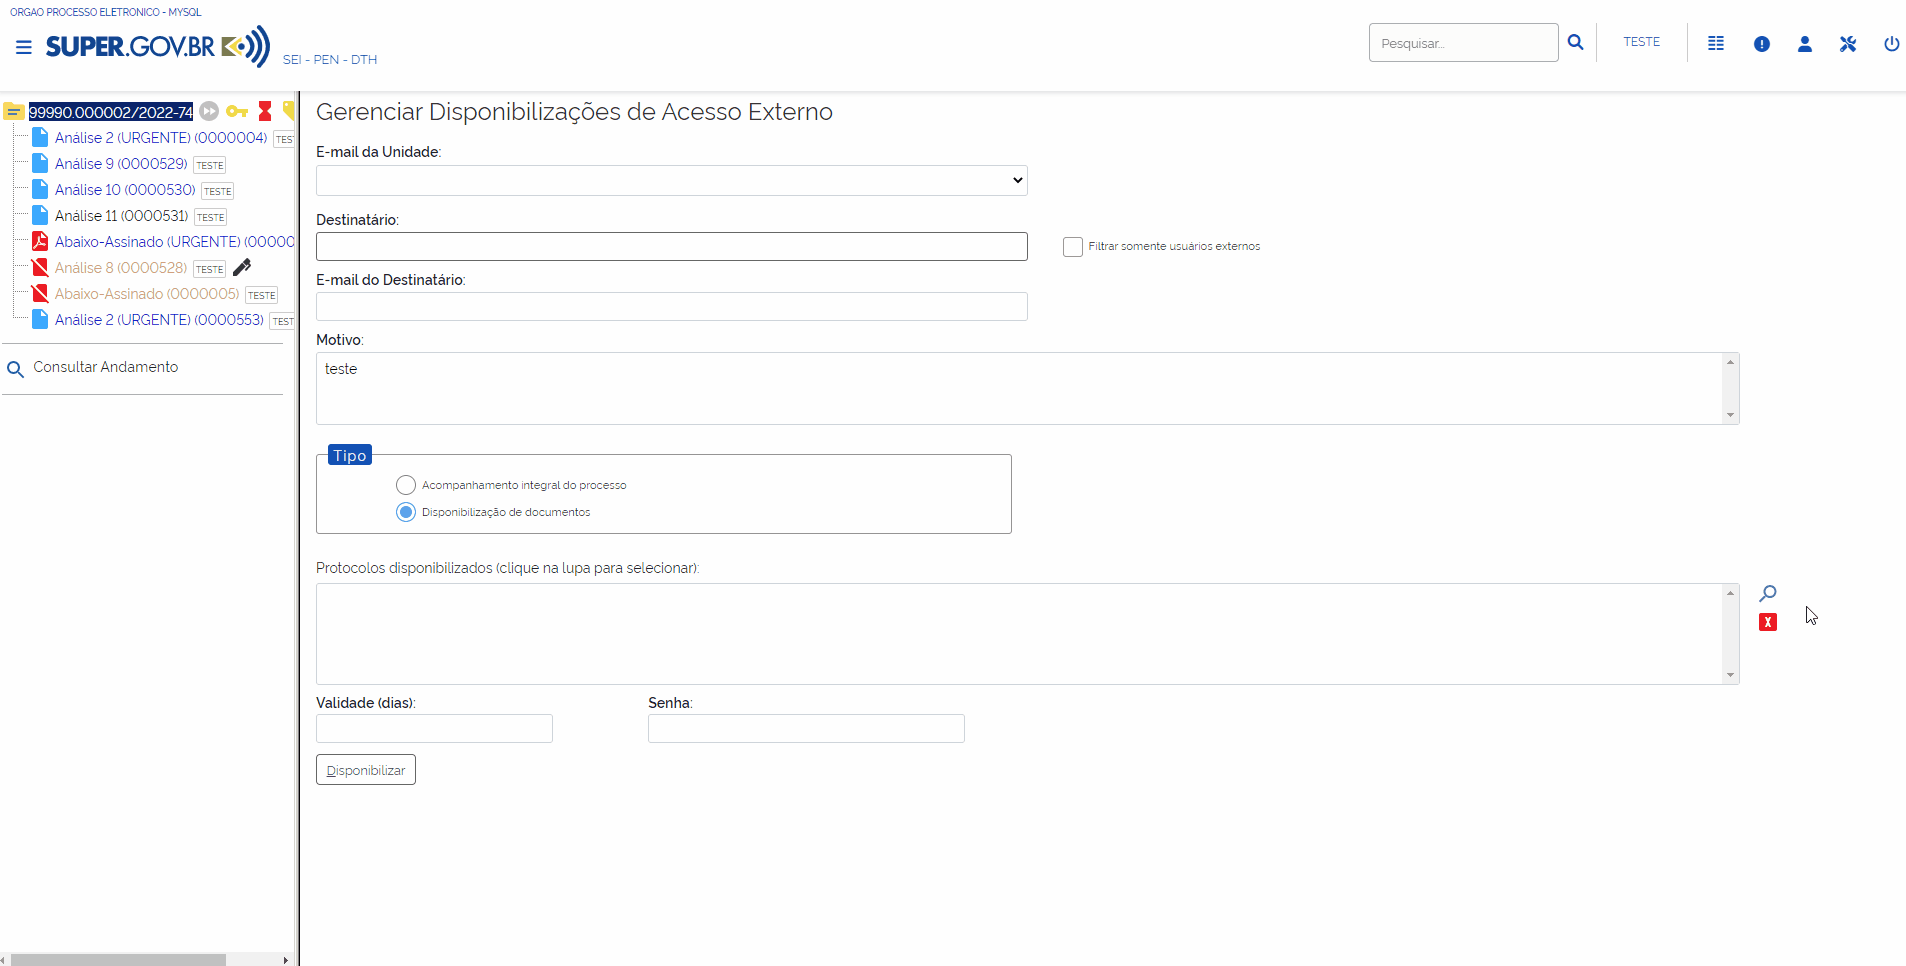 ORGAO PROCESSO ELETRONICO - MYSQL
SUPER.GOV.BR
SEI - PEN - DTH
Pesquisar...
TESTE
99990.000002/2022-74
Análise 2 (URGENTE) (0000004) TEST
Análise 9 (0000529) TESTE
Análise 10 (0000530) TESTE
Análise 11 (0000531) TESTE
Abaixo-Assinado (URGENTE) (00000
Análise 8 (0000528) TESTE
Abaixo-Assinado (0000005) TESTE
Análise 2 (URGENTE) (0000553) TEST
Consultar Andamento
Gerenciar Disponibilizações de Acesso Externo
E-mail da Unidade:
Destinatário:
Filtrar somente usuários externos
E-mail do Destinatário:
Motivo:
teste
Tipo
Acompanhamento integral do processo
Disponibilização de documentos
Protocolos disponibilizados (clique na lupa para selecionar):
Validade (dias): Senha:
Disponibilizar